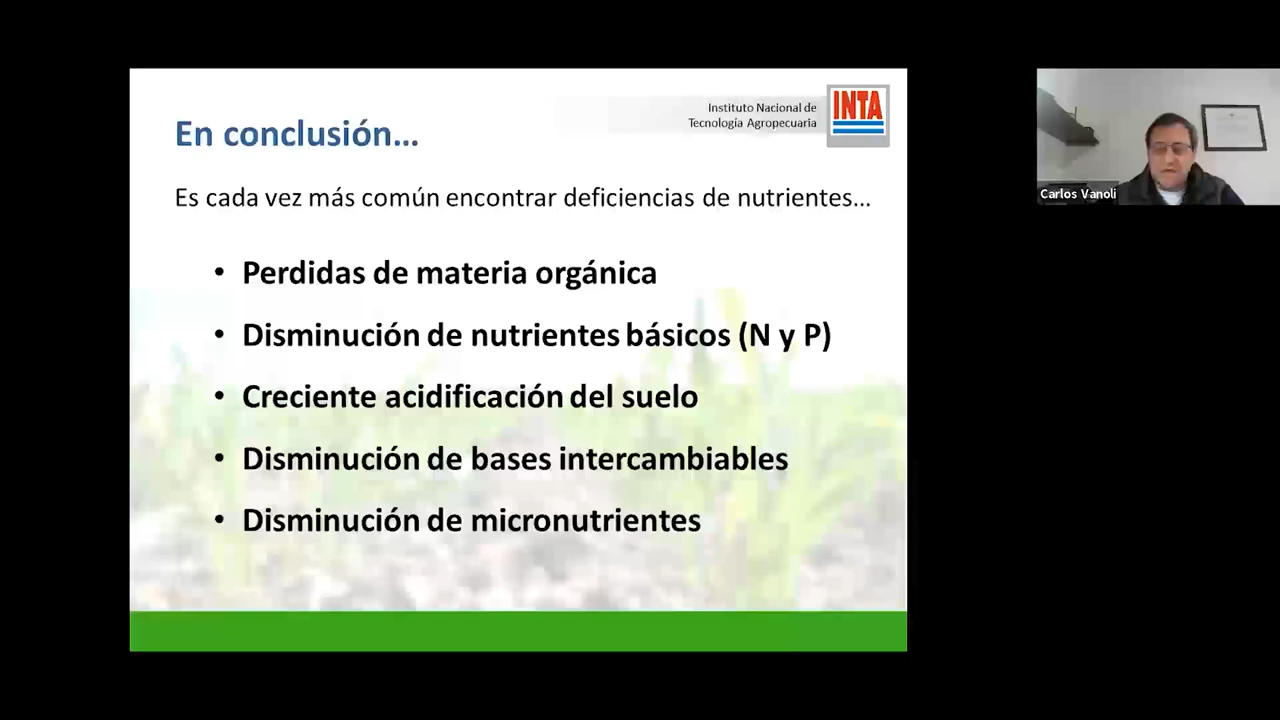 En conclusión...
Instituto Nacional de
Tecnología Agropecuaria
INTA
Es cada vez más común encontrar deficiencias de nutrientes...
• Perdidas de materia orgánica
• Disminución de nutrientes básicos (N y P)
• Creciente acidificación del suelo
• Disminución de bases intercambiables
• Disminución de micronutrientes
Carlos Vanoli